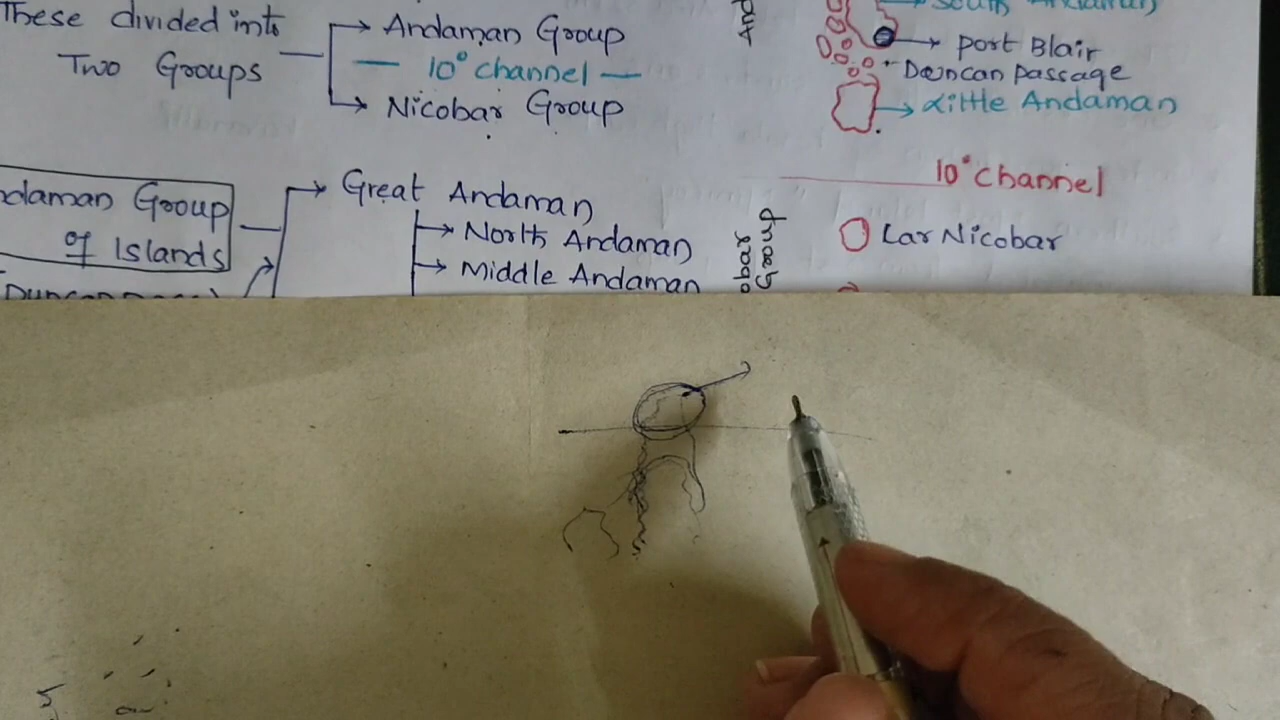 These divided into
Two Groups
Andaman Group
10° channel
Nicobar Group
Port Blair
Duncan passage
Little Andaman
10° channel
Car Nicobar
Group
ndaman Group
of Islands
Great Andaman
North Andaman
Middle Andaman